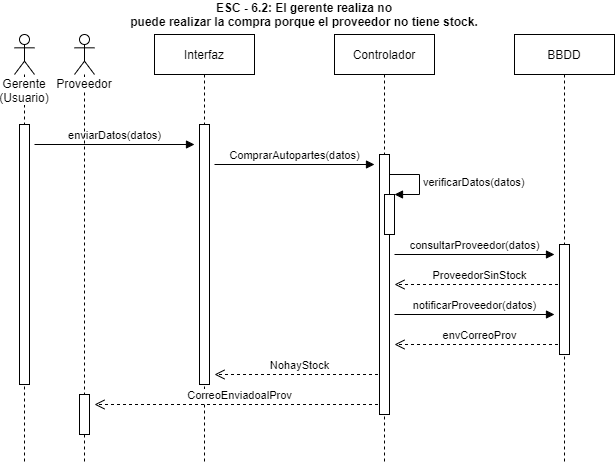 ESC - 6.2: El gerente realiza no
puede realizar la compra porque el proveedor no tiene stock.
Gerente
(Usuario)
Proveedor
Interfaz
Controlador
BBDD
enviarDatos(datos)
ComprarAutopartes(datos)
verificarDatos(datos)
consultarProveedor(datos)
ProveedorSinStock
notificarProveedor(datos)
envCorreoProv
NohayStock
CorreoEnviadoalProv